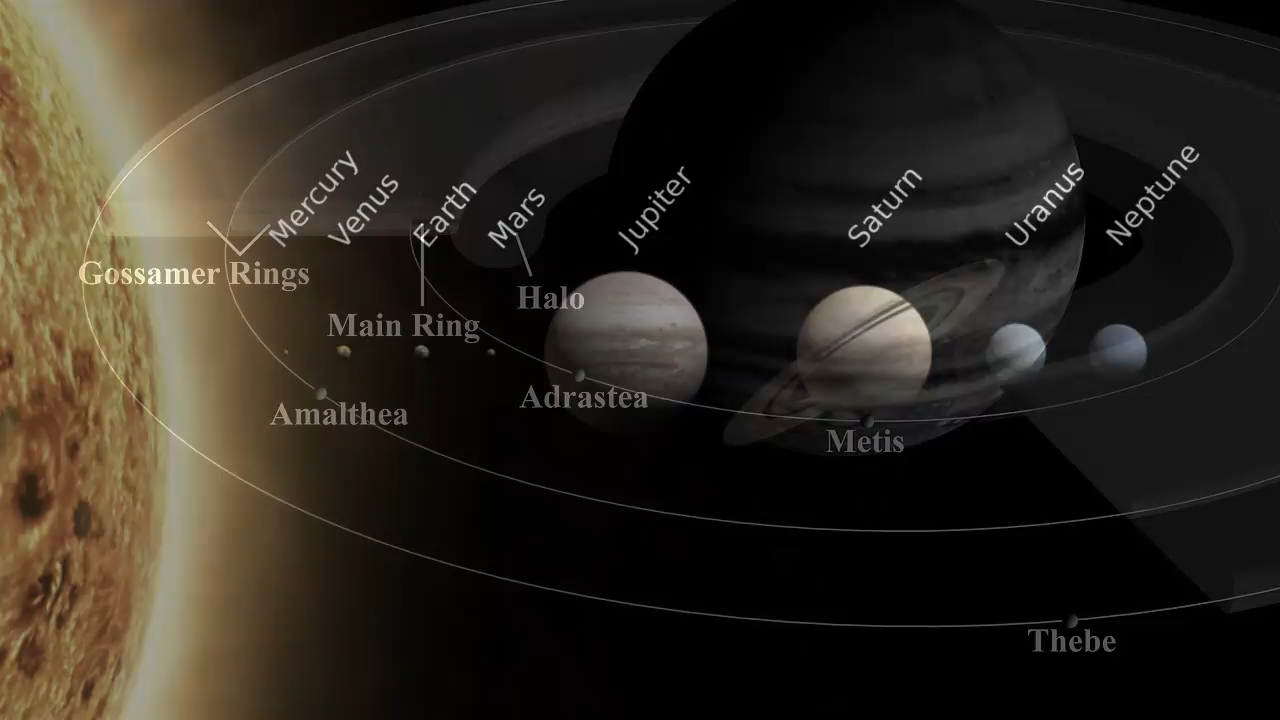 Mercury
Venus
Earth
Mars
Jupiter
Saturn
Uranus
Neptune
Gossamer Rings
Halo
Main Ring
Adrastea
Amalthea
Metis
Thebe